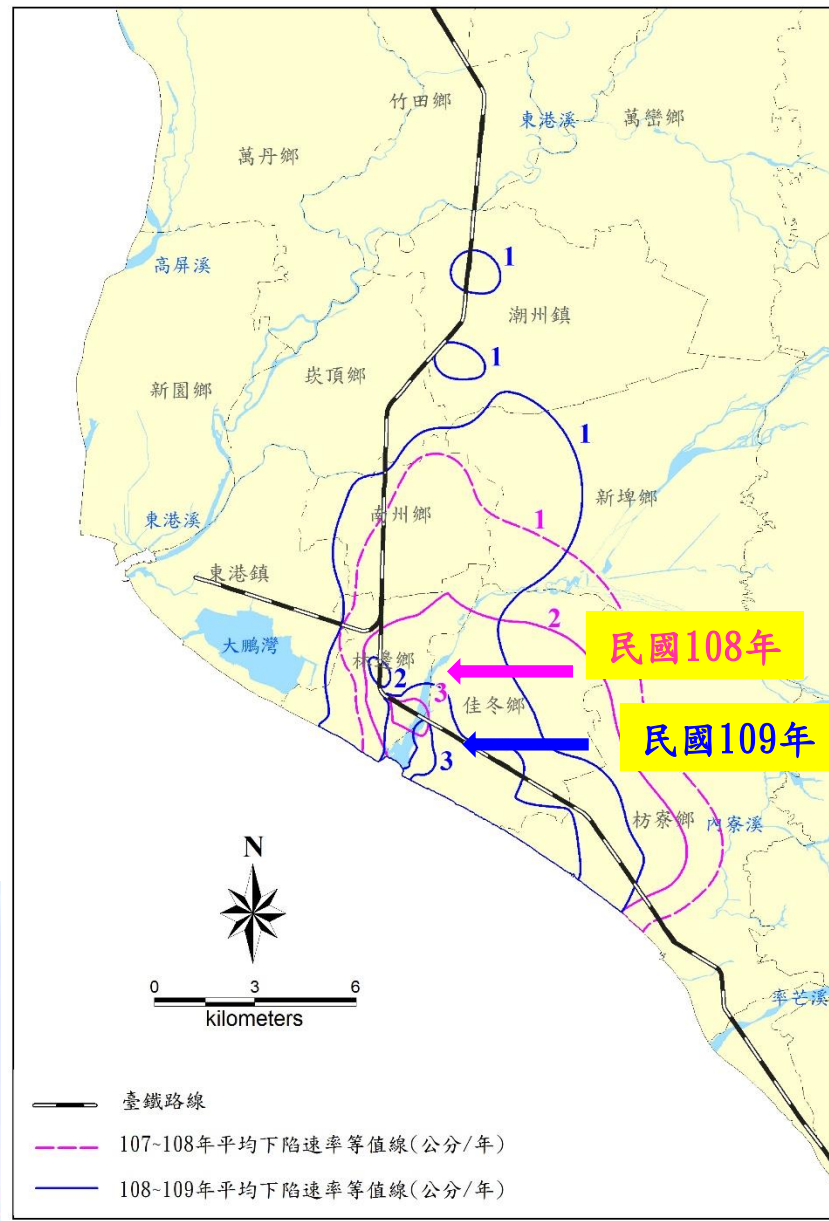 竹田鄉
東港溪
萬巒鄉
萬丹鄉
高屏溪
1
潮州鎮
1
崁頂鄉
新園鄉
1
新埤鄉
南州鄉
1
東港溪
東港鎮
2
民國108年
大鵬灣
林邊鄉
2
3
佳冬鄉
民國109年
3
枋寮鄉
內寮溪
N
率芒溪
0 3 6
kilometers
臺鐵路線
107~108年平均下陷速率等值線(公分/年)
108~109年平均下陷速率等值線(公分/年)